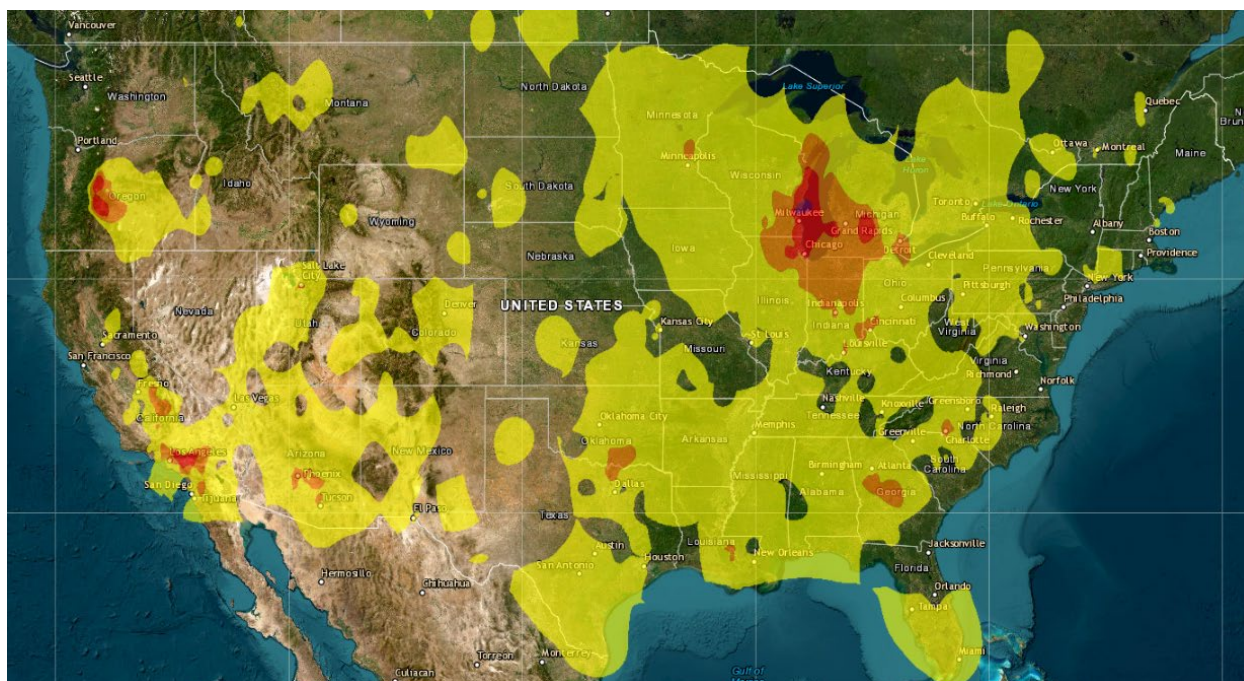 Vancouver
Seattle
Washington
Portland
Montana
North Dakota
Minnesota
Lake Superior
Quebec
Ottawa
Montreal
Maine
Minneapolis
Wisconsin
Lake
Huron
Oregon
Idaho
South Dakota
New York
Toronto
Lake Ontario
Wyoming
Milwaukee
Michigan
Buffalo
Rochester
Albany
Grand Rapids
Boston
Iowa
Chicago
Detroit
Providence
Nebraska
Cleveland
Pennsylvania
Salt Lake
City
New York
Nevada
UNITED STATES
Denver
Illinois
Indianapolis
Ohio
Columbus
Pittsburgh
Philadelphia
Sacramento
Utah
Colorado
Kansas City
Indiana
Cincinnati
West
Virginia
Washington
San Francisco
Kansas
Missouri
St Louis
Louisville
Virginia
Kentucky
Richmond
Norfolk
Fresno
Las Vegas
Nashville
Knoxville
Greensboro
Raleigh
California
Oklahoma City
Tennessee
Memphis
North Carolina
Charlotte
Greenville
Los Angeles
Arizona
New Mexico
Oklahoma
Arkansas
South
Carolina
Phoenix
San Diego
Tijuana
Tucson
Dallas
Mississippi
Birmingham
Atlanta
Alabama
Georgia
El Paso
Texas
Louisiana
Jacksonville
Austin
Houston
New Orleans
San Antonio
Florida
Orlando
Hermosillo
Chihuahua
Tampa
Miami
Torreon
Monterrey
Culiacan
Gulf of